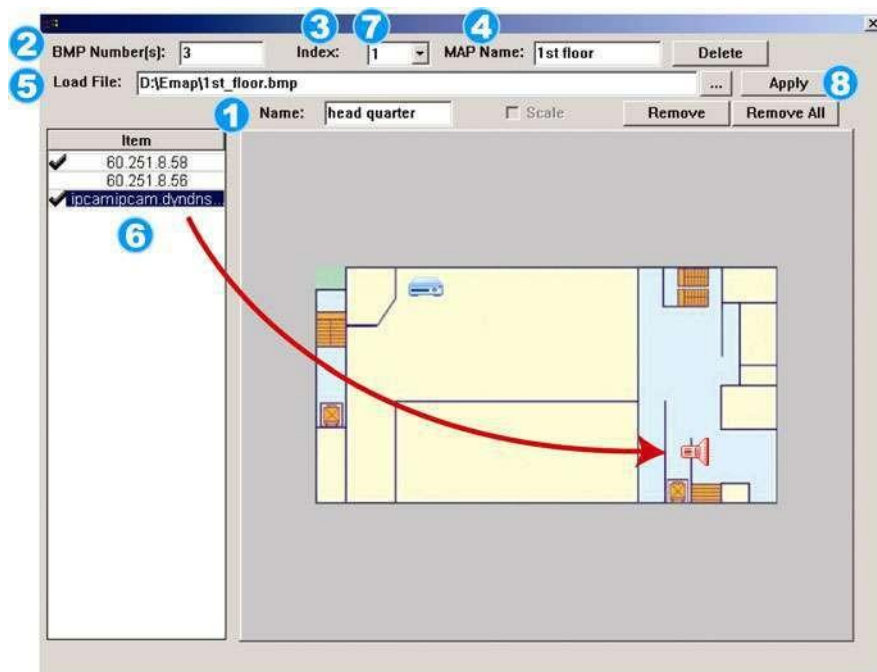 3 7 4
2 BMP Number(s): 3 Index: 1 MAP Name: 1st floor Delete
5 Load File: D:\Emap\1st_floor.bmp ... Apply 8
1 Name: head quarter Scale Remove Remove All
Item
60.251.8.58
60.251.8.56
ipcamipcam.dyndns...
6